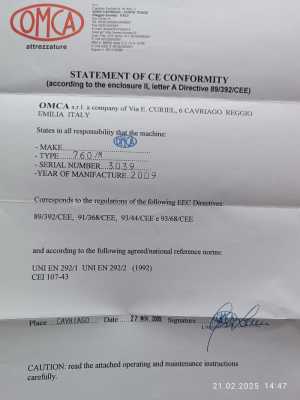 OMCA
attrezzature
STATEMENT OF CE CONFORMITY
(according to the enclosure II, letter A Directive 89/392/CEE)
OMCA s.r.l. a company of Via E. CURIEL, 6 CAVRIAGO REGGIO
EMILIA ITALY
States in all responsibility that the machine:
OMCA
- MAKE
- TYPE 760/M
- SERIAL NUMBER 3039
-YEAR OF MANIFACTURE 2009
Corresponds to the regulations of the following EEC Directives:
89/392/CEE, 91/368/CEE, 93/44/CEE e 93/68/CEE
and according to the following agreed/national reference norms:
UNI EN 292/1 UNI EN 292/2 (1992)
CEI 107-43
Place CAVRIAGO Date 27 NOV. 2009 Signature
CAUTION: read the attached operating and maintenance instructions
carefully.
21.02.2025 14:47